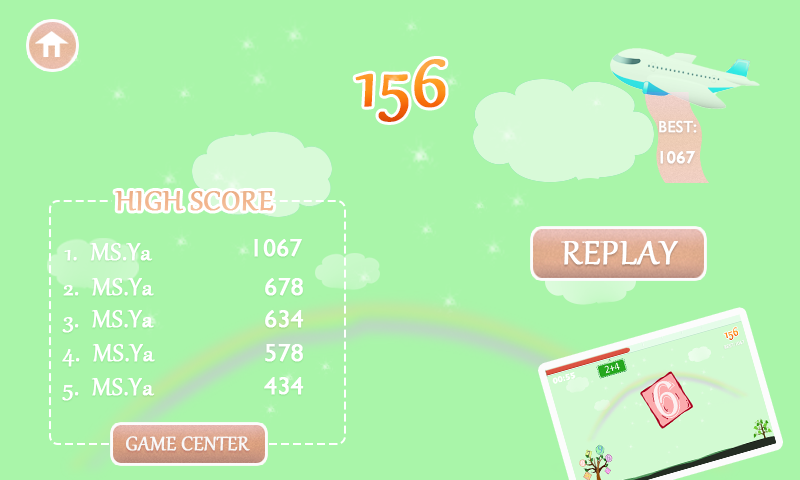 156
BEST:
1067
HIGH SCORE
1. MS.Ya 1067
2. MS.Ya 678
3. MS.Ya 634
4. MS.Ya 578
5. MS.Ya 434
REPLAY
GAME CENTER
156
2+4
6